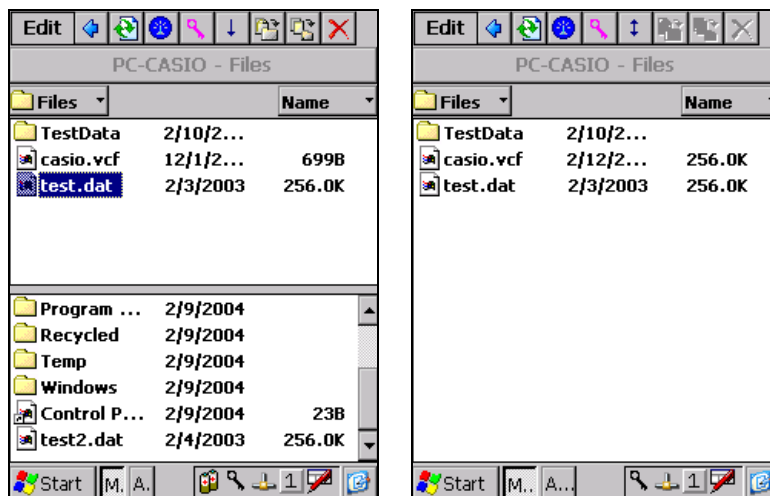 Edit
PC-CASIO - Files
Files Name
TestData 2/10/2...
casio.vcf 12/1/2... 699B
test.dat 2/3/2003 256.0K
Program ... 2/9/2004
Recycled 2/9/2004
Temp 2/9/2004
Windows 2/9/2004
Control P... 2/9/2004 23B
test2.dat 2/4/2003 256.0K
Start M. A. 1
Edit
PC-CASIO - Files
Files Name
TestData 2/10/2...
casio.vcf 2/12/2... 256.0K
test.dat 2/3/2003 256.0K
Start M.. A... 1